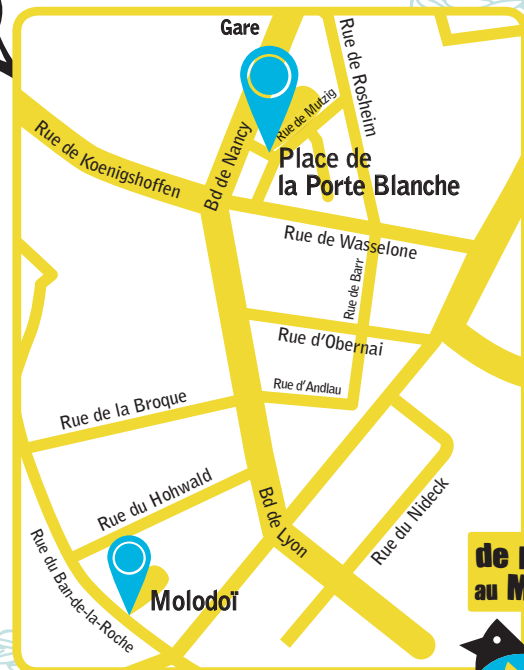 Gare
Rue de Rosheim
Rue de Mutzig
Rue de Koenigshoffen
Bd de Nancy
Place de
la Porte Blanche
Rue de Wasselone
Rue de Barr
Rue d'Obernai
Rue d'Andlau
Rue de la Broque
Rue du Hohwald
Bd de Lyon
Rue du Nideck
Rue du Ban-de-la-Roche
Molodoï
de
au